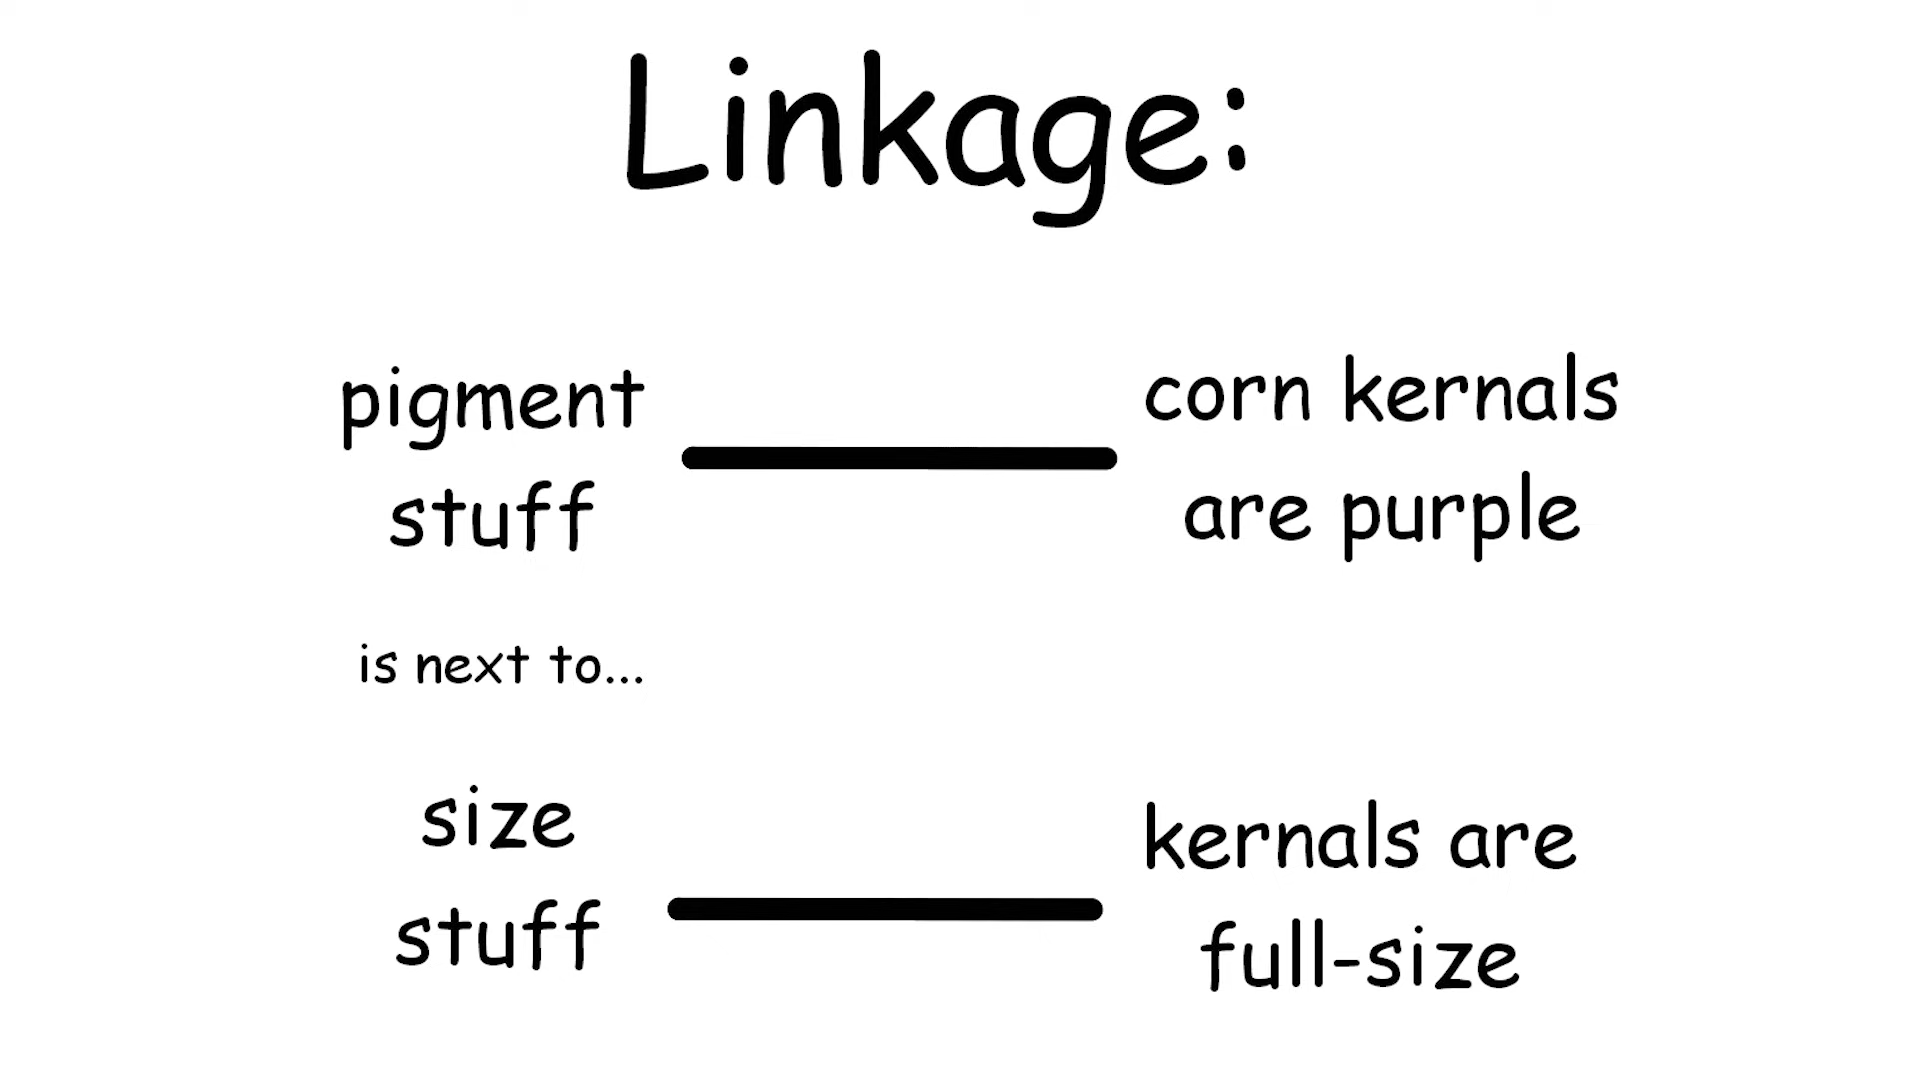 Linkage:
pigment
stuff
corn kernals
are purple
is next to...
size
stuff
kernals are
full-size